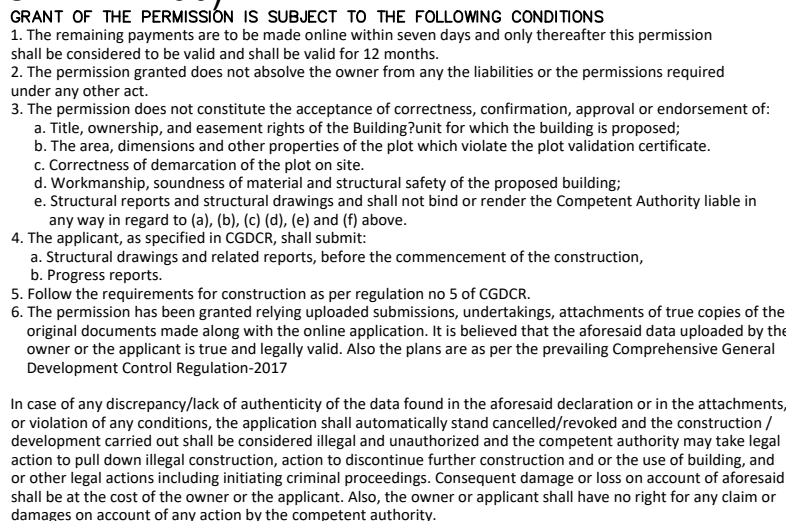 GRANT OF THE PERMISSION IS SUBJECT TO THE FOLLOWING CONDITIONS
1. The remaining payments are to be made online within seven days and only thereafter this permission
shall be considered to be valid and shall be valid for 12 months.
2. The permission granted does not absolve the owner from any the liabilities or the permissions required
under any other act.
3. The permission does not constitute the acceptance of correctness, confirmation, approval or endorsement of:
a. Title, ownership, and easement rights of the Building?unit for which the building is proposed;
b. The area, dimensions and other properties of the plot which violate the plot validation certificate.
c. Correctness of demarcation of the plot on site.
d. Workmanship, soundness of material and structural safety of the proposed building;
e. Structural reports and structural drawings and shall not bind or render the Competent Authority liable in
any way in regard to (a), (b), (c) (d), (e) and (f) above.
4. The applicant, as specified in CGDCR, shall submit:
a. Structural drawings and related reports, before the commencement of the construction,
b. Progress reports.
5. Follow the requirements for construction as per regulation no 5 of CGDCR.
6. The permission has been granted relying uploaded submissions, undertakings, attachments of true copies of the
original documents made along with the online application. It is believed that the aforesaid data uploaded by the
owner or the applicant is true and legally valid. Also the plans are as per the prevailing Comprehensive General
Development Control Regulation-2017
In case of any discrepancy/lack of authenticity of the data found in the aforesaid declaration or in the attachments,
or violation of any conditions, the application shall automatically stand cancelled/revoked and the construction /
development carried out shall be considered illegal and unauthorized and the competent authority may take legal
action to pull down illegal construction, action to discontinue further construction and or the use of building, and
or other legal actions including initiating criminal proceedings. Consequent damage or loss on account of aforesaid
shall be at the cost of the owner or the applicant. Also, the owner or applicant shall have no right for any claim or
damages on account of any action by the competent authority.